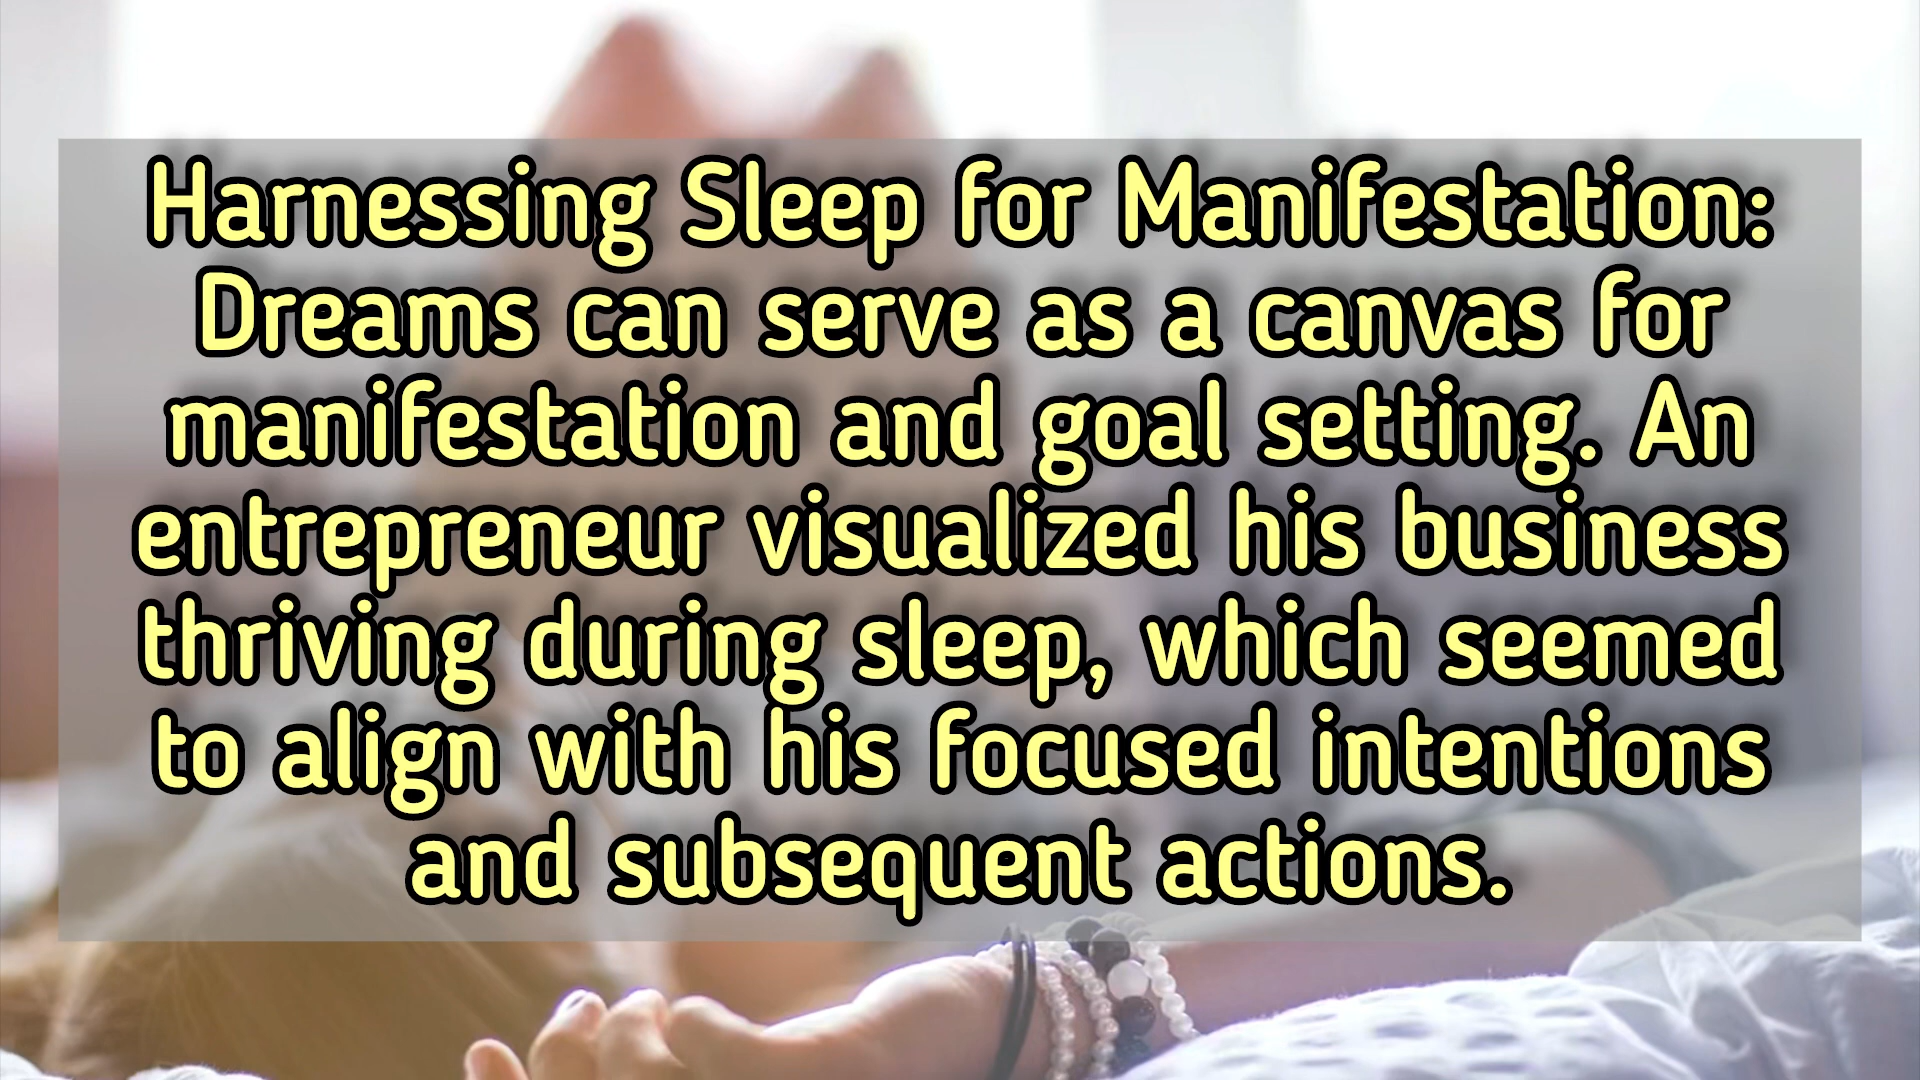 Harnessing Sleep for Manifestation:
Dreams can serve as a canvas for
manifestation and goal setting. An
entrepreneur visualized his business
thriving during sleep, which seemed
to align with his focused intentions
and subsequent actions.